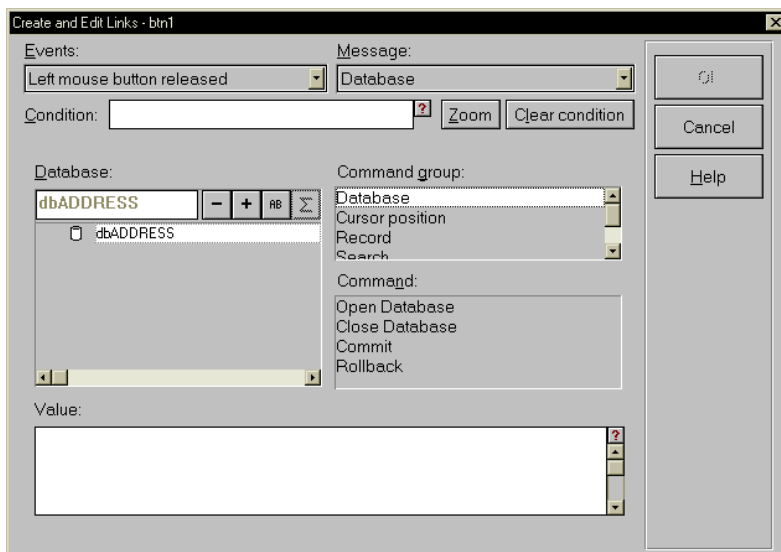 Create and Edit Links - btn1
Events:
Message:
Left mouse button released
Database
Condition:
?
Zoom
Clear condition
Cancel
Help
Database:
dbADDRESS
− + AB Σ
dbADDRESS
Command group:
Database
Cursor position
Record
Search
Command:
Open Database
Close Database
Commit
Rollback
Value:
?